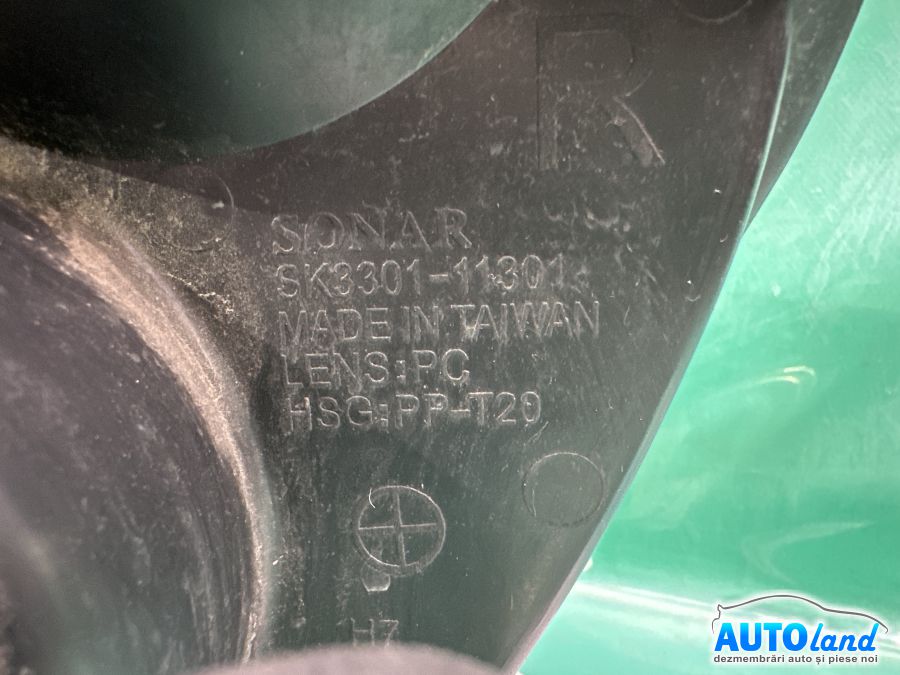 R
SONAR
SK3301-11301
MADE IN TAIWAN
LENS:PC
HSG:PP-T20
H7
AUTOland
dezmembrări auto și piese noi